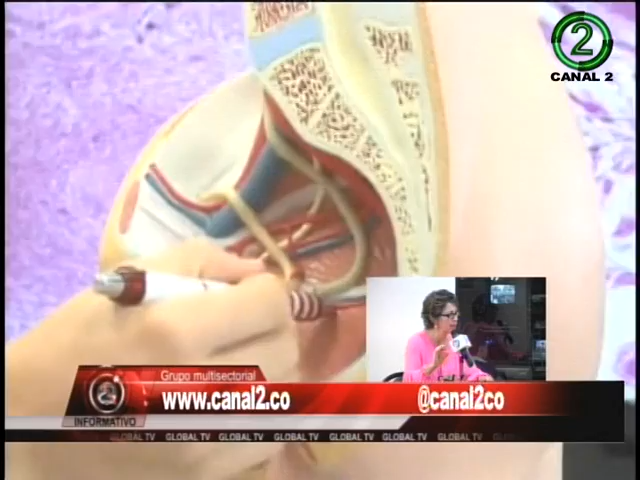 2
CANAL 2
Grupo multisectorial
www.canal2.co
@canal2co
INFORMATIVO
GLOBAL TV GLOBAL TV GLOBAL TV GLOBAL TV GLOBAL TV GLOBAL TV GLOBAL TV